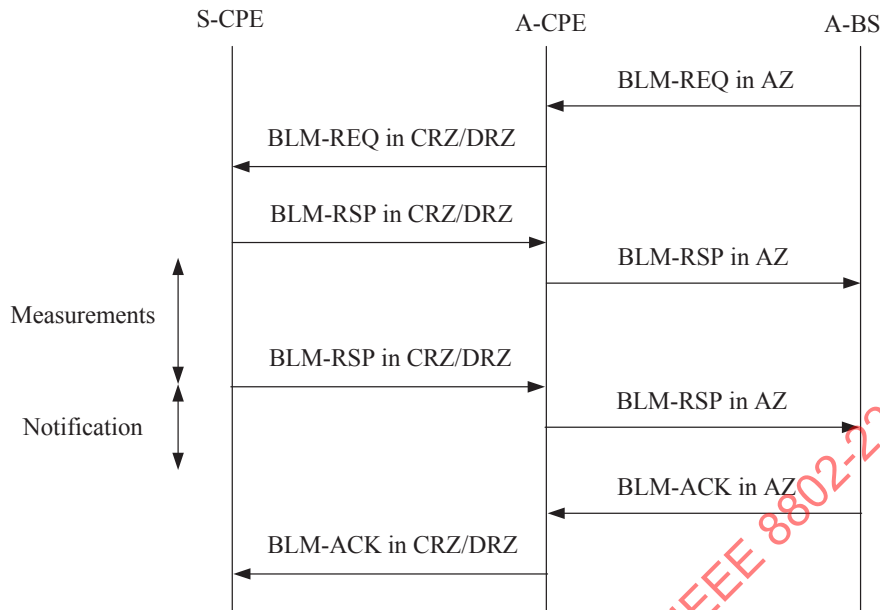 S-CPE
A-CPE
A-BS
BLM-REQ in AZ
BLM-REQ in CRZ/DRZ
BLM-RSP in CRZ/DRZ
BLM-RSP in AZ
Measurements
BLM-RSP in CRZ/DRZ
BLM-RSP in AZ
Notification
BLM-ACK in AZ
BLM-ACK in CRZ/DRZ
IEEE 8802-22